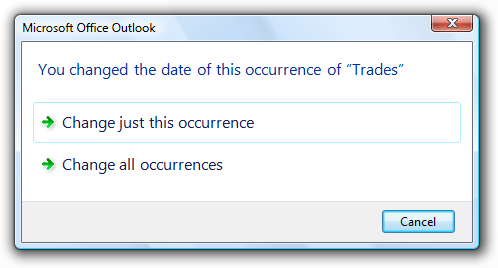 Microsoft Office Outlook
You changed the date of this occurrence of “Trades”
Change just this occurrence
Change all occurrences
Cancel